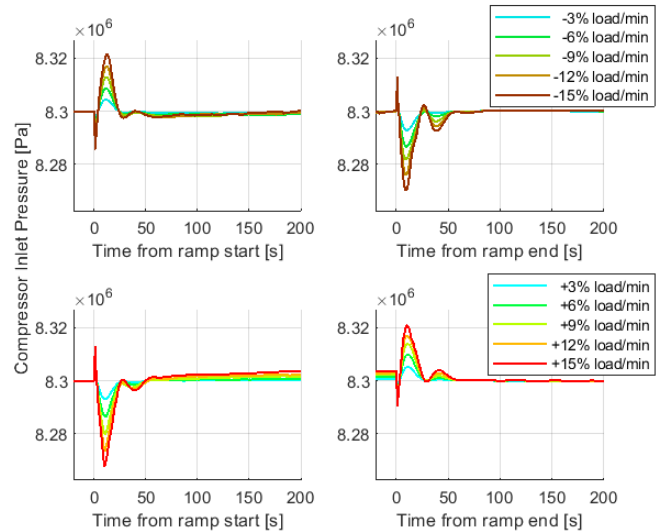 -3% load/min
-6% load/min
-9% load/min
-12% load/min
-15% load/min
×10⁶
8.32
8.3
8.28
0 50 100 150 200
Time from ramp start [s]
×10⁶
8.32
8.3
8.28
0 50 100 150 200
Time from ramp end [s]
Compressor Inlet Pressure [Pa]
×10⁶
8.32
8.3
8.28
0 50 100 150 200
Time from ramp start [s]
×10⁶
8.32
8.3
8.28
0 50 100 150 200
Time from ramp end [s]
+3% load/min
+6% load/min
+9% load/min
+12% load/min
+15% load/min